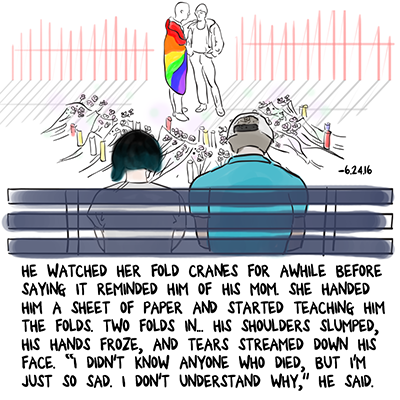 -6.24.16
HE WATCHED HER FOLD CRANES FOR AWHILE BEFORE
SAYING IT REMINDED HIM OF HIS MOM. SHE HANDED
HIM A SHEET OF PAPER AND STARTED TEACHING HIM
THE FOLDS. TWO FOLDS IN... HIS SHOULDERS SLUMPED,
HIS HANDS FROZE, AND TEARS STREAMED DOWN HIS
FACE. "I DIDN'T KNOW ANYONE WHO DIED, BUT I'M
JUST SO SAD. I DON'T UNDERSTAND WHY," HE SAID.